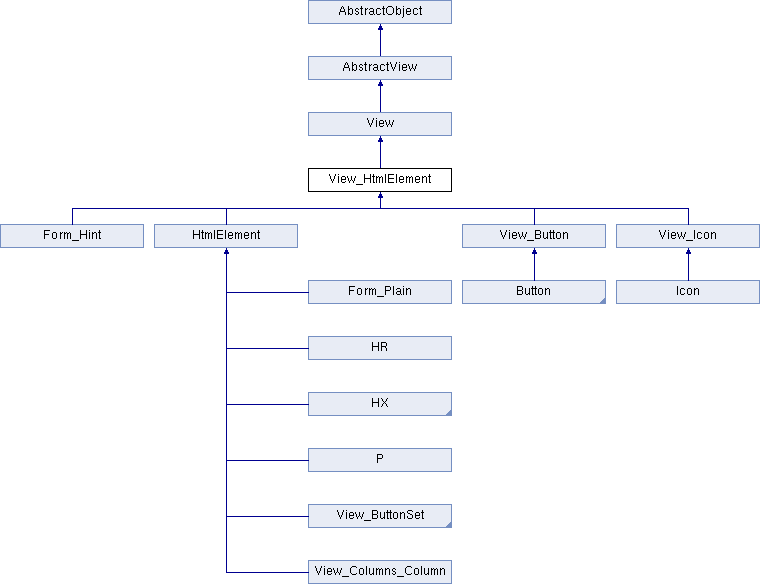 AbstractObject
AbstractView
View
View_HtmlElement
Form_Hint
HtmlElement
View_Button
View_Icon
Form_Plain
Button
Icon
HR
HX
P
View_ButtonSet
View_Columns_Column